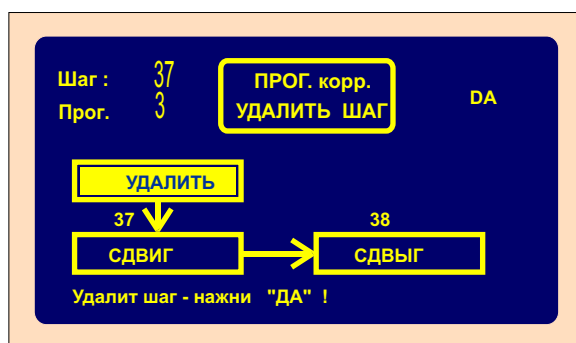 Шаг : 37
Прог. 3
ПРОГ. корр.
УДАЛИТЬ ШАГ
DA
УДАЛИТЬ
37
38
СДВИГ
СДВЫГ
Удалит шаг - нажни "ДА" !